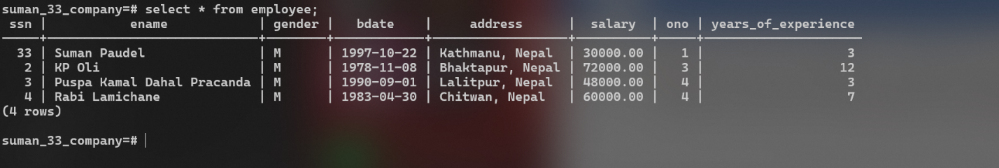 suman_33_company=# select * from employee;
 ssn |           ename            | gender |   bdate    |      address      |  salary  | ono | years_of_experience
-----+----------------------------+--------+------------+-------------------+----------+-----+---------------------
  33 | Suman Paudel               | M      | 1997-10-22 | Kathmanu, Nepal   | 30000.00 |   1 |                   3
   2 | KP Oli                     | M      | 1978-11-08 | Bhaktapur, Nepal  | 72000.00 |   3 |                  12
   3 | Puspa Kamal Dahal Pracanda | M      | 1990-09-01 | Lalitpur, Nepal   | 48000.00 |   4 |                   3
   4 | Rabi Lamichane             | M      | 1983-04-30 | Chitwan, Nepal    | 60000.00 |   4 |                   7
(4 rows)
suman_33_company=#